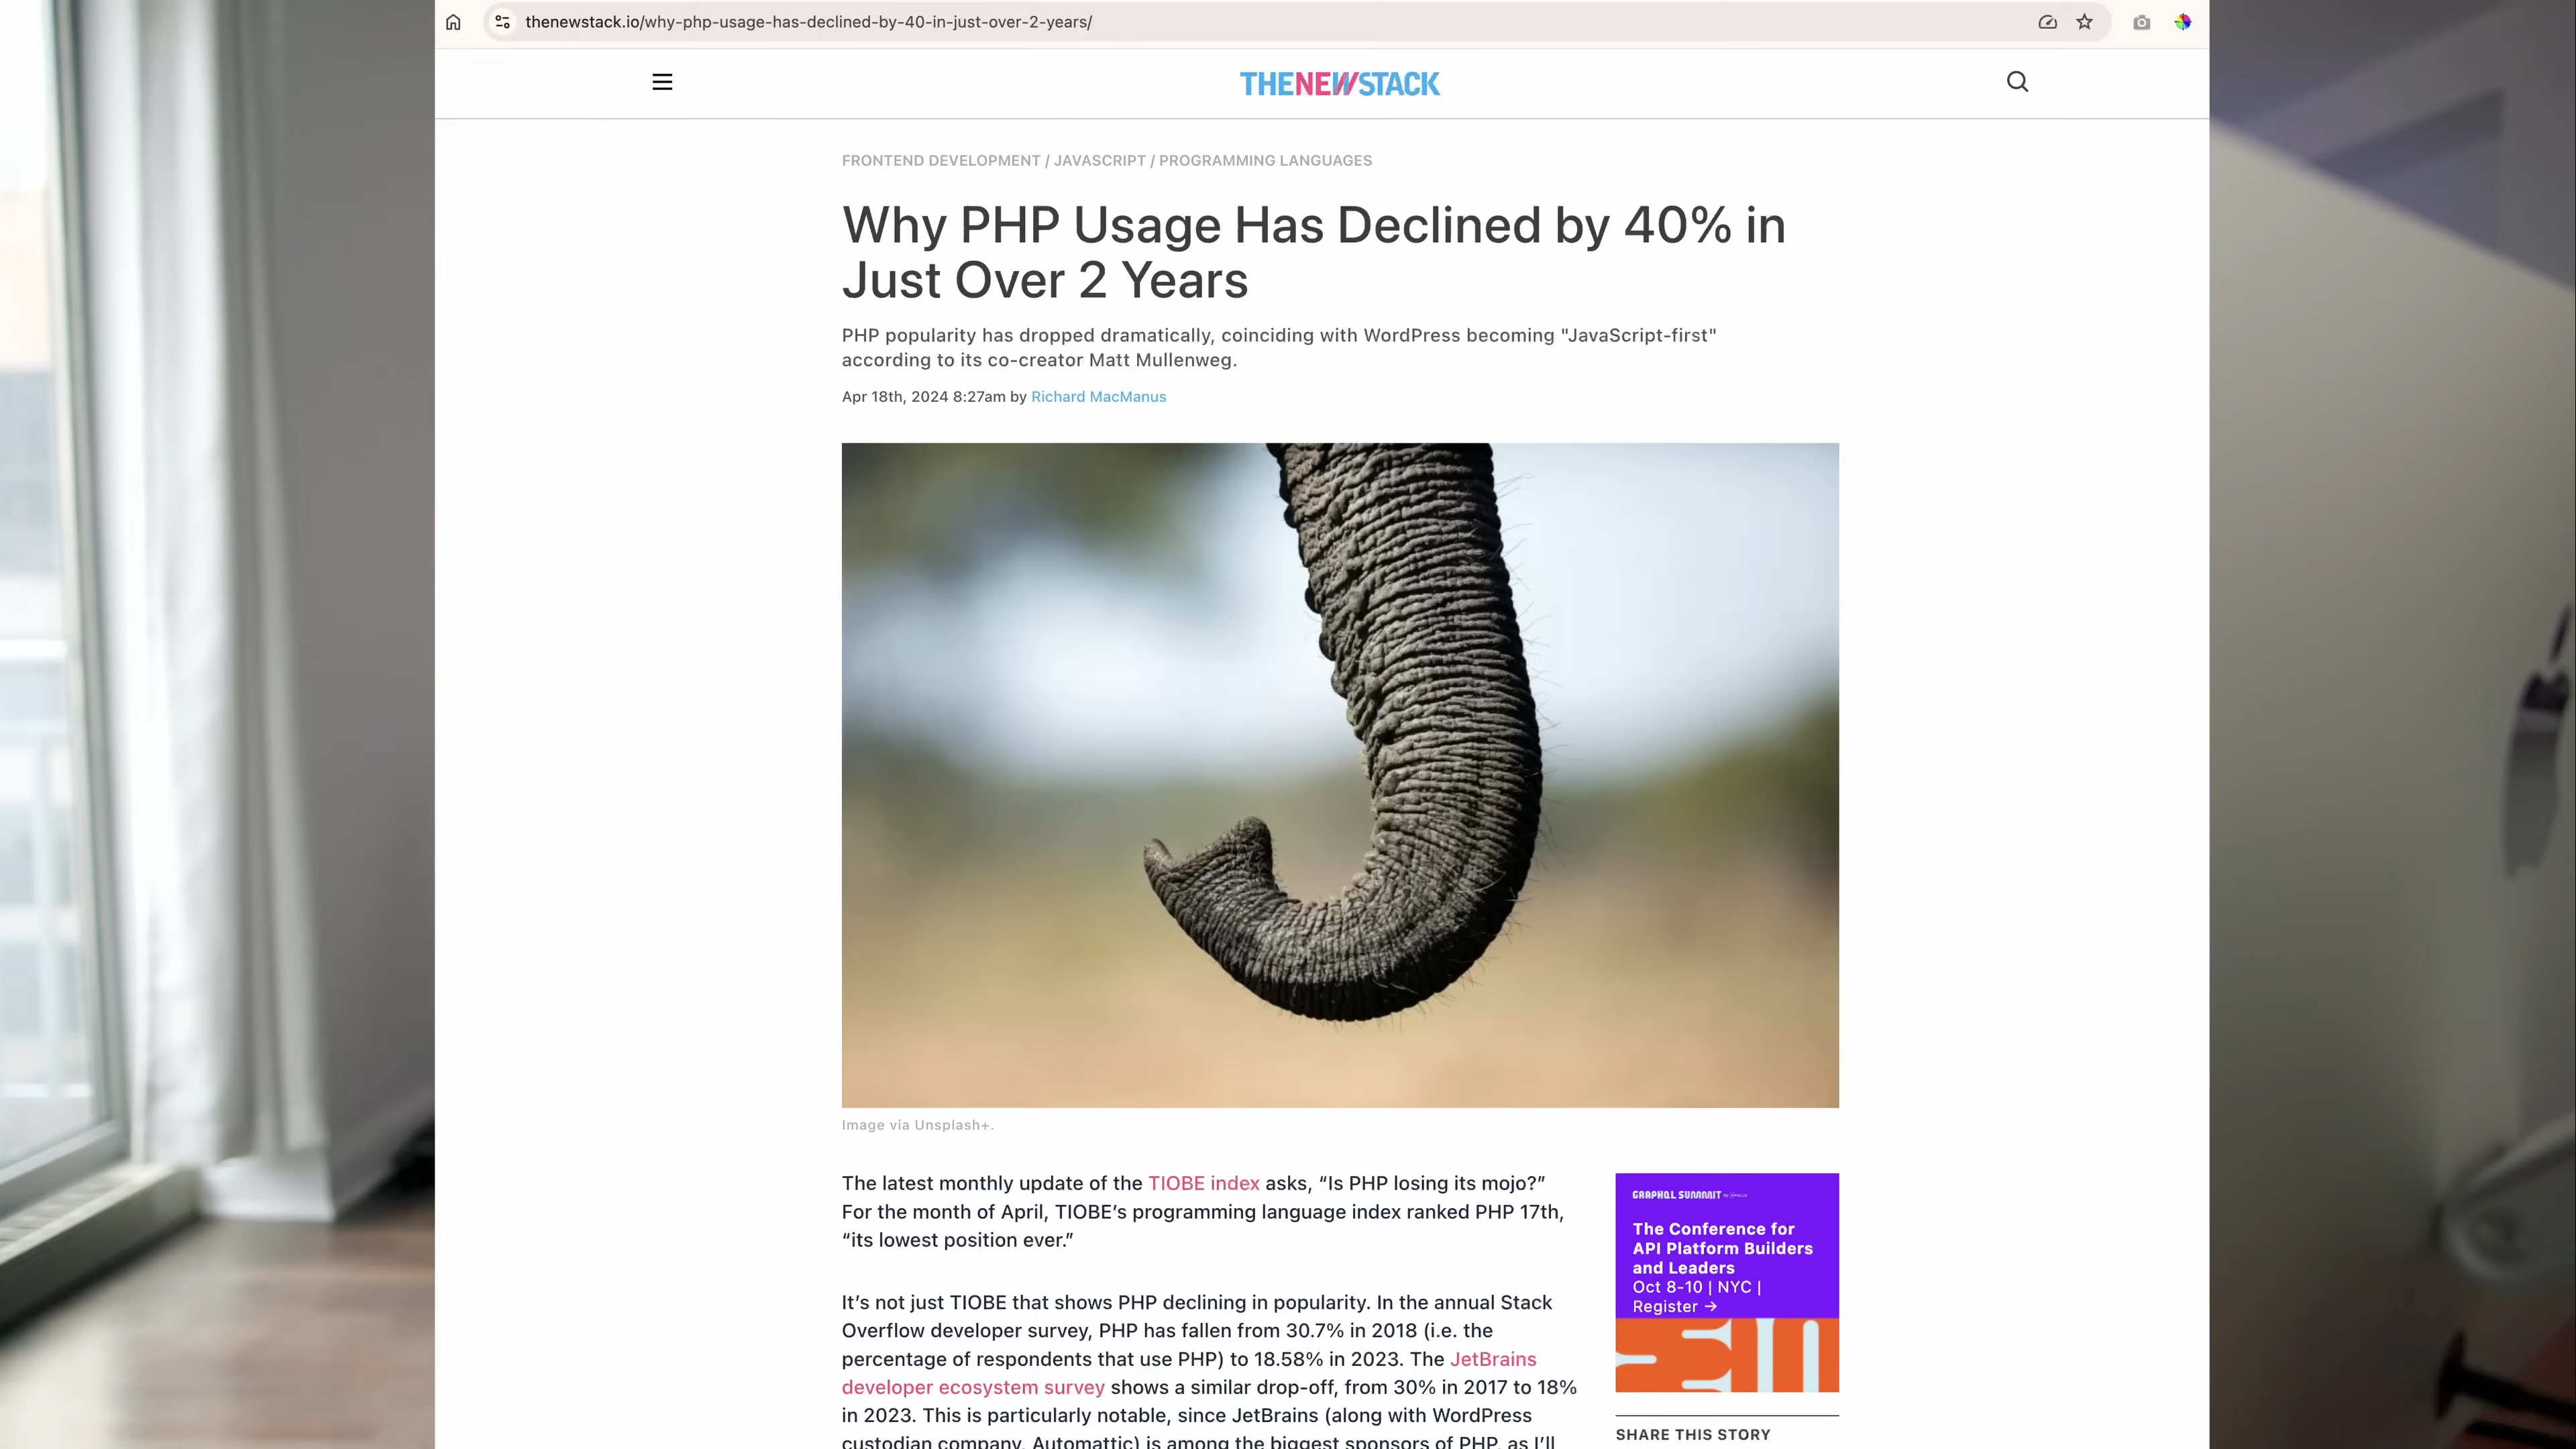 thenewstack.io/why-php-usage-has-declined-by-40-in-just-over-2-years/
THENEWSTACK
FRONTEND DEVELOPMENT / JAVASCRIPT / PROGRAMMING LANGUAGES
Why PHP Usage Has Declined by 40% in
Just Over 2 Years
PHP popularity has dropped dramatically, coinciding with WordPress becoming "JavaScript-first"
according to its co-creator Matt Mullenweg.
Apr 18th, 2024 8:27am by Richard MacManus
Image via Unsplash+.
The latest monthly update of the TIOBE index asks, “Is PHP losing its mojo?”
For the month of April, TIOBE’s programming language index ranked PHP 17th,
“its lowest position ever.”
It’s not just TIOBE that shows PHP declining in popularity. In the annual Stack
Overflow developer survey, PHP has fallen from 30.7% in 2018 (i.e. the
percentage of respondents that use PHP) to 18.58% in 2023. The JetBrains
developer ecosystem survey shows a similar drop-off, from 30% in 2017 to 18%
in 2023. This is particularly notable, since JetBrains (along with WordPress
custodian company, Automattic) is among the biggest sponsors of PHP, as I’ll
GRAPHQL SUMMIT by APOLLO
The Conference for
API Platform Builders
and Leaders
Oct 8-10 | NYC |
Register →
SHARE THIS STORY